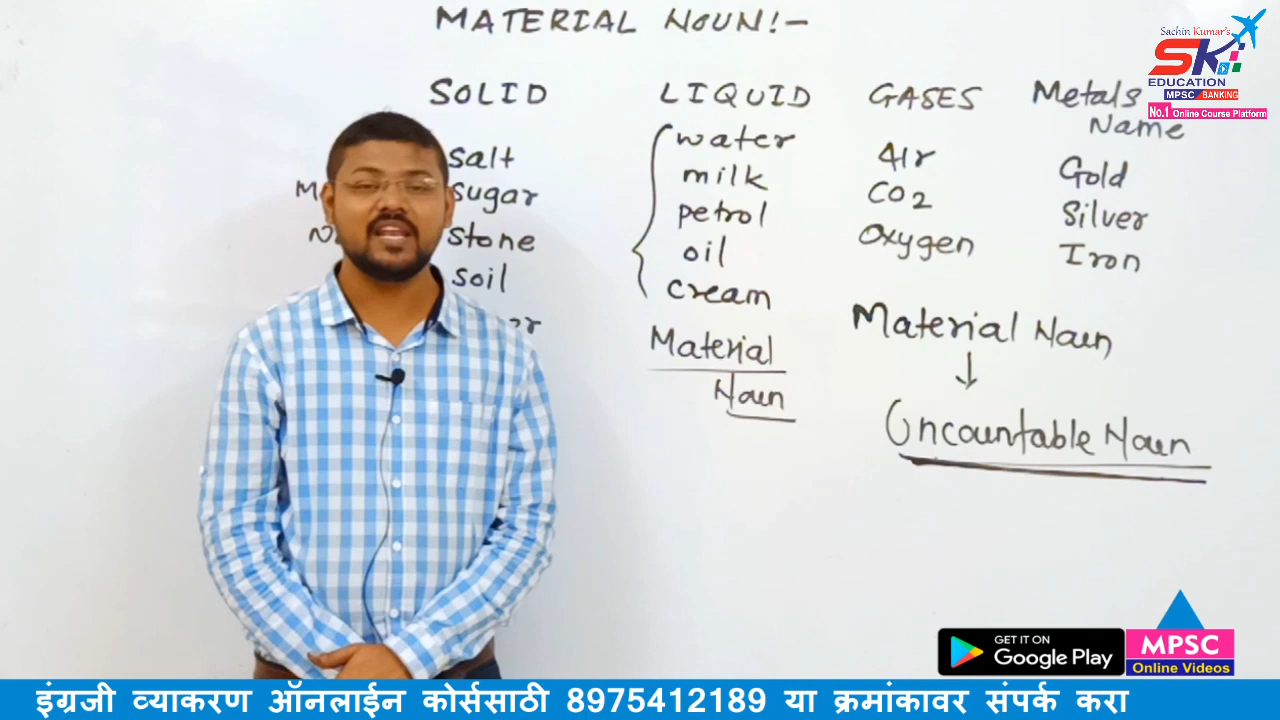 MATERIAL NOUN:-
SOLID
salt
sugar
stone
soil
LIQUID
water
milk
petrol
oil
cream
Material
Noun
GASES
Air
CO2
Oxygen
Metals
Name
Gold
Silver
Iron
Material Noun
Uncountable Noun
Sachin Kumar's
SK
EDUCATION
MPSC BANKING
No.1 Online Course Platform
GET IT ON
Google Play
MPSC
Online Videos
इंग्रजी व्याकरण ऑनलाईन कोर्ससाठी 8975412189 या क्रमांकावर संपर्क करा